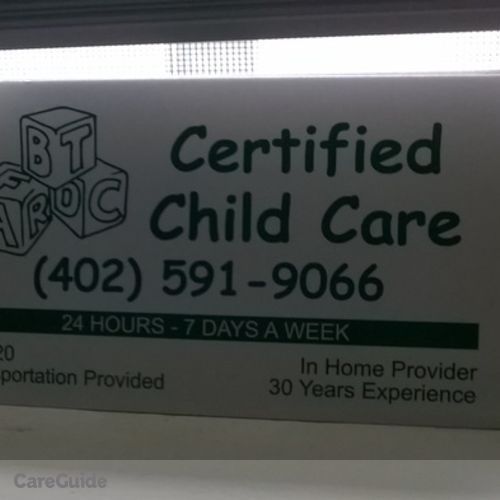 Certified
Child Care
(402) 591-9066
24 HOURS - 7 DAYS A WEEK
20
In Home Provider
Provided
30 Years Experience
CareGuide